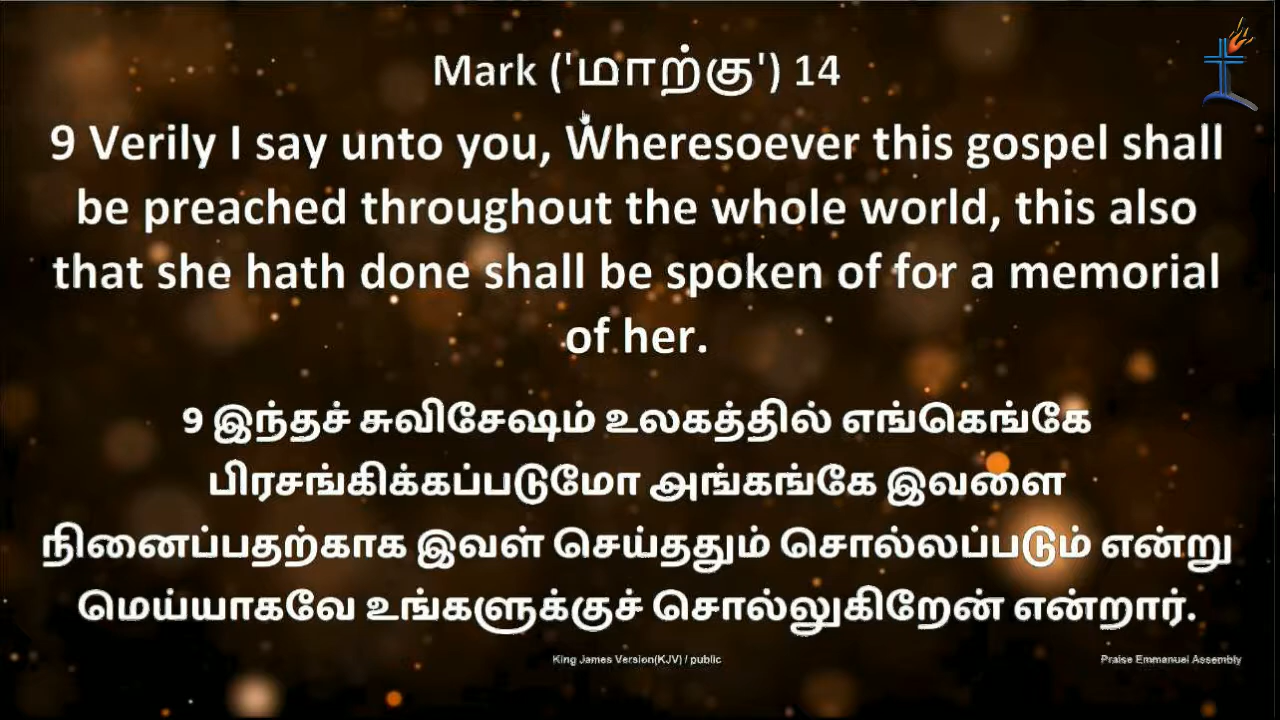 Mark ('மாற்கு') 14
9 Verily I say unto you, Wheresoever this gospel shall
be preached throughout the whole world, this also
that she hath done shall be spoken of for a memorial
of her.
9 இந்தச் சுவிசேஷம் உலகத்தில் எங்கெங்கே
பிரசங்கிக்கப்படுமோ அங்கங்கே இவளை
நினைப்பதற்காக இவள் செய்ததும் சொல்லப்படும் என்று
மெய்யாகவே உங்களுக்குச் சொல்லுகிறேன் என்றார்.
King James Version(KJV) / public
Praise Emmanuel Assembly